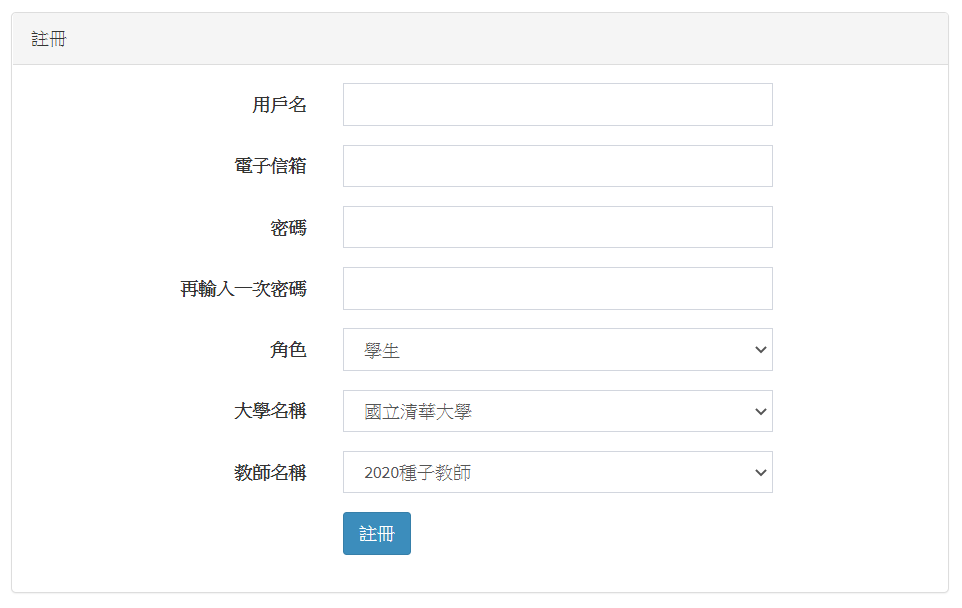 註冊
用戶名
電子信箱
密碼
再輸入一次密碼
角色 學生
大學名稱 國立清華大學
教師名稱 2020種子教師
註冊